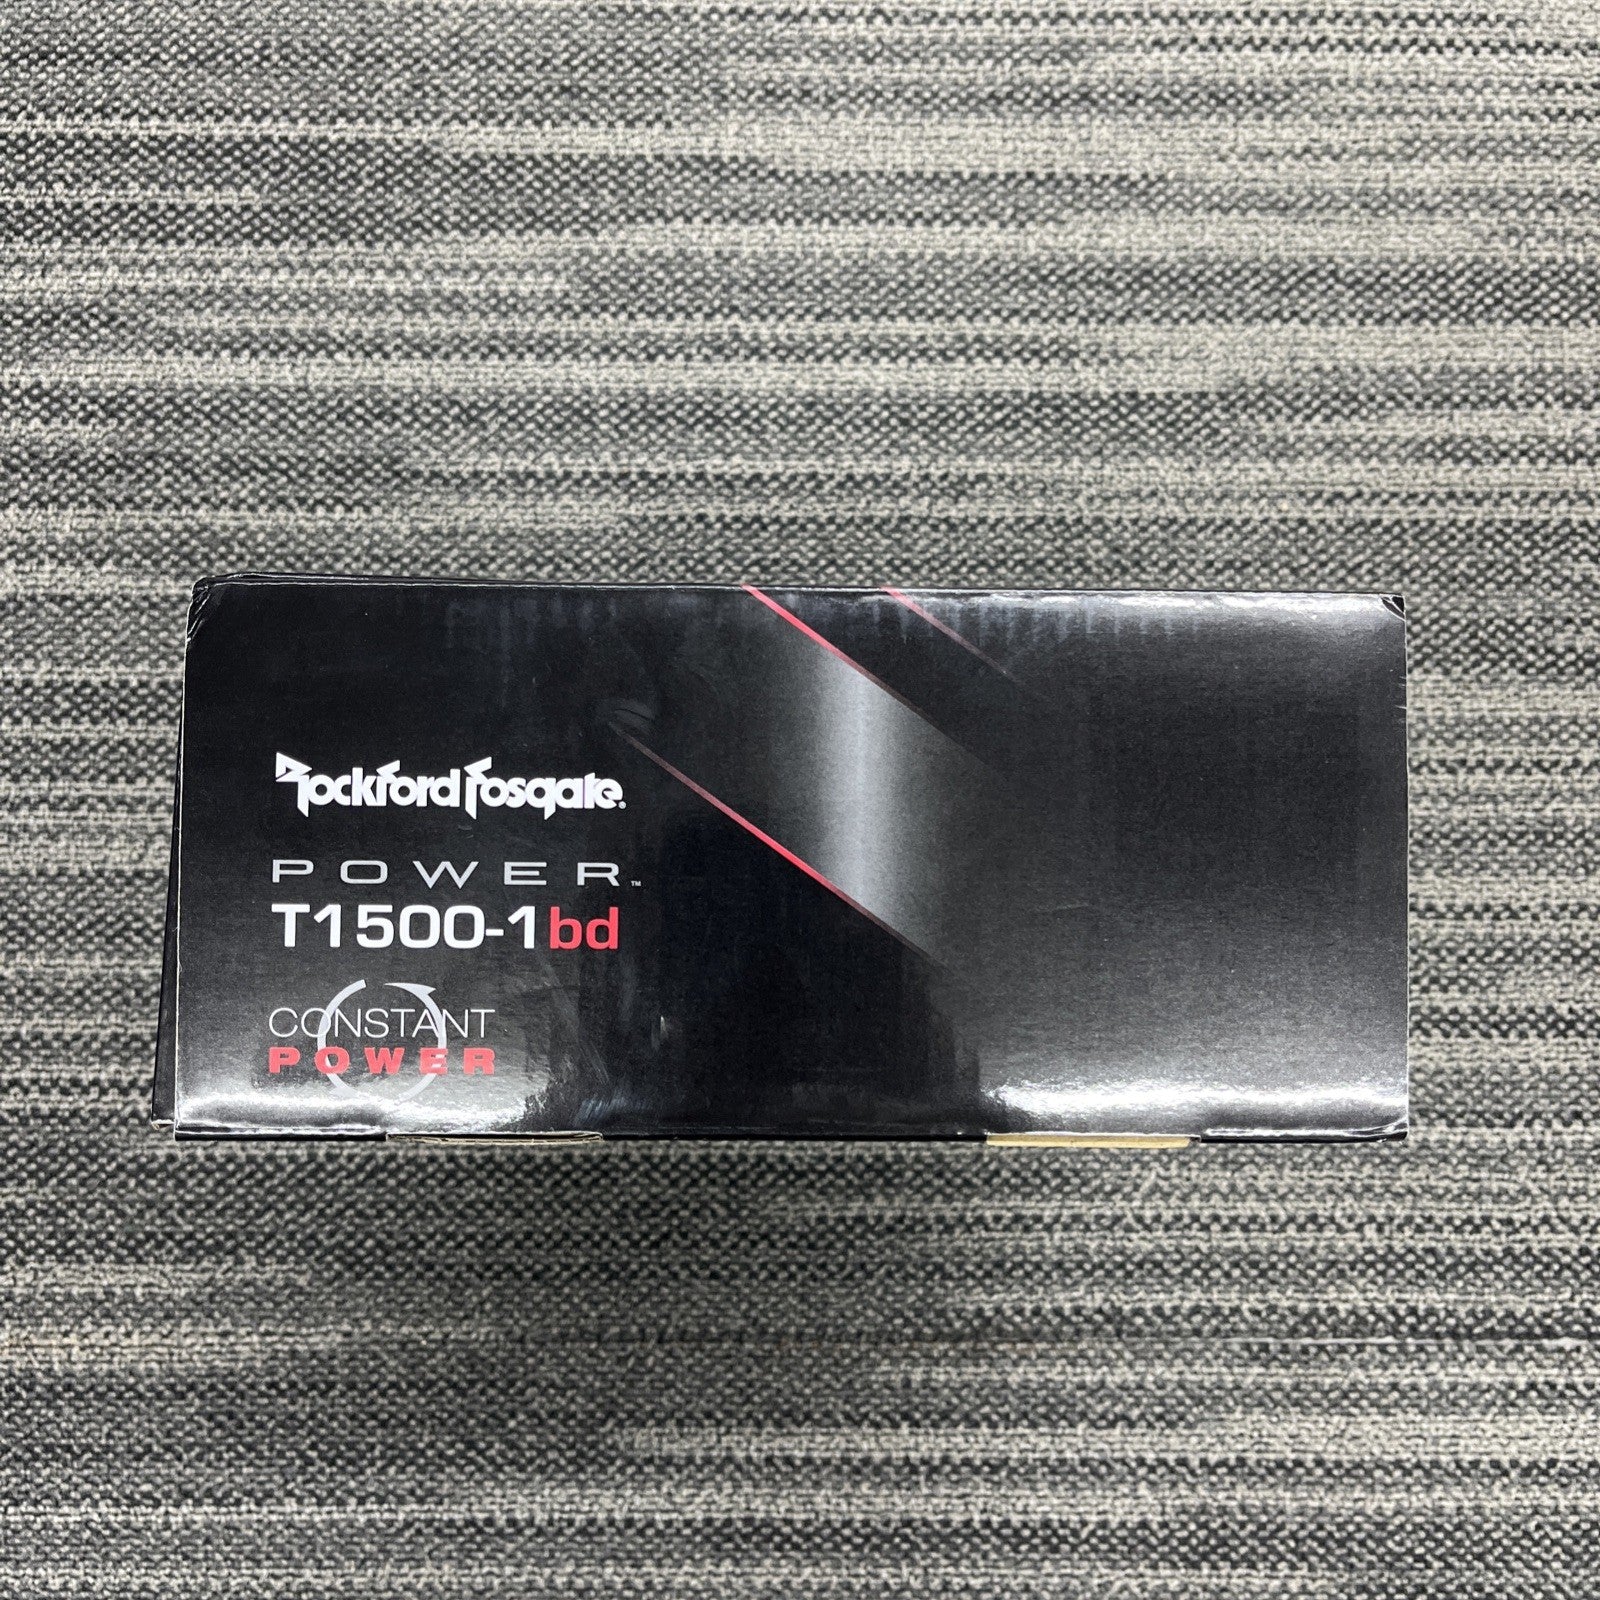 Rockford Fosgate
POWER™
T1500-1bd
CONSTANT
POWER